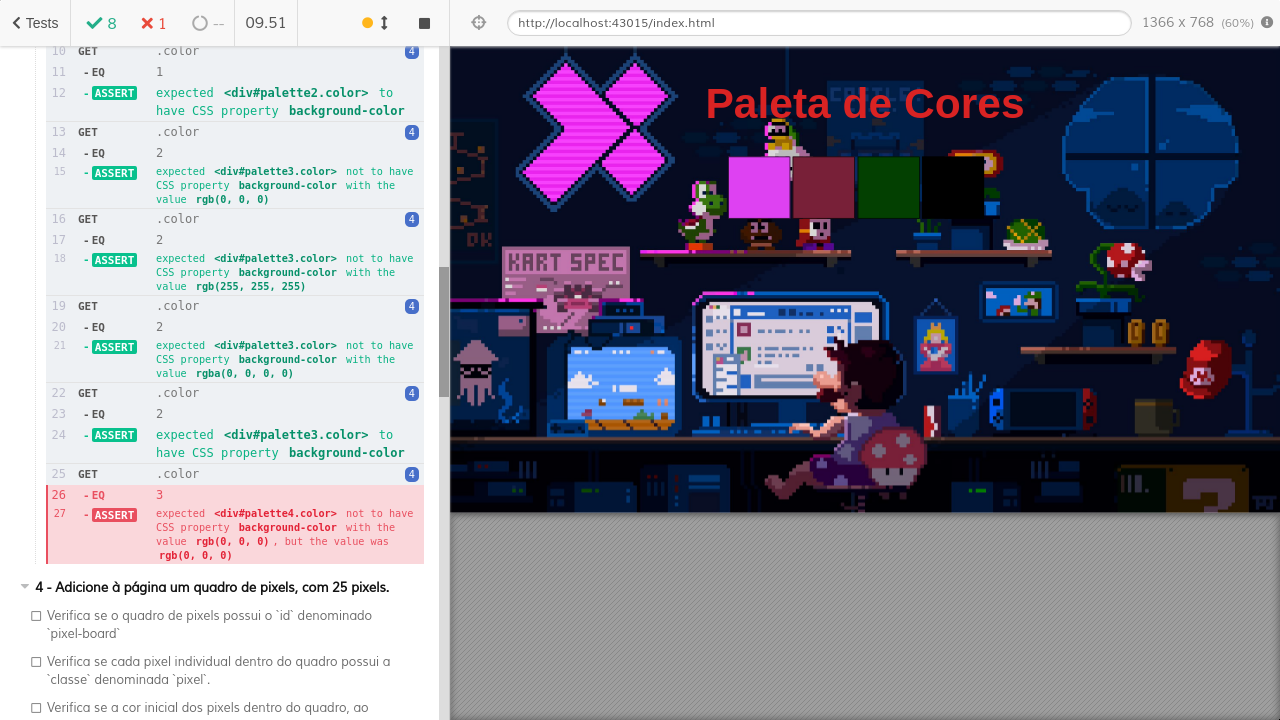 Tests
8
1
--
09.51
http://localhost:43015/index.html
1366 x 768 (60%)
10 GET .color 4
11 - EQ 1
12 - ASSERT expected <div#palette2.color> to
have CSS property background-color
13 GET .color 4
14 - EQ 2
15 - ASSERT expected <div#palette3.color> not to have
CSS property background-color with the
value rgb(0, 0, 0)
16 GET .color 4
17 - EQ 2
18 - ASSERT expected <div#palette3.color> not to have
CSS property background-color with the
value rgb(255, 255, 255)
19 GET .color 4
20 - EQ 2
21 - ASSERT expected <div#palette3.color> not to have
CSS property background-color with the
value rgba(0, 0, 0, 0)
22 GET .color 4
23 - EQ 2
24 - ASSERT expected <div#palette3.color> to
have CSS property background-color
25 GET .color 4
26 - EQ 3
27 - ASSERT expected <div#palette4.color> not to have
CSS property background-color with the
value rgb(0, 0, 0) , but the value was
rgb(0, 0, 0)
4 - Adicione à página um quadro de pixels, com 25 pixels.
Verifica se o quadro de pixels possui o `id` denominado
`pixel-board`
Verifica se cada pixel individual dentro do quadro possui a
`classe` denominada `pixel`.
Verifica se a cor inicial dos pixels dentro do quadro, ao
Paleta de Cores
DK
KART SPEC